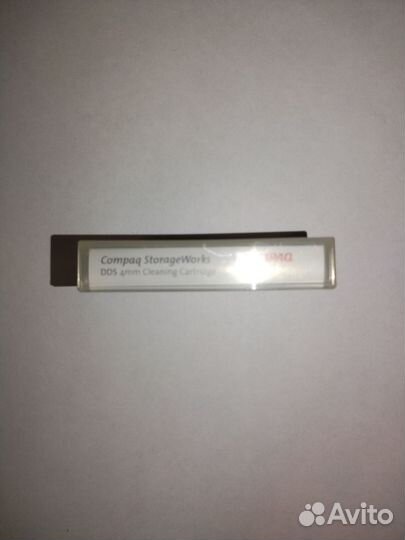 Compaq StorageWorks
DDS 4mm Cleaning Cartridge
Avito